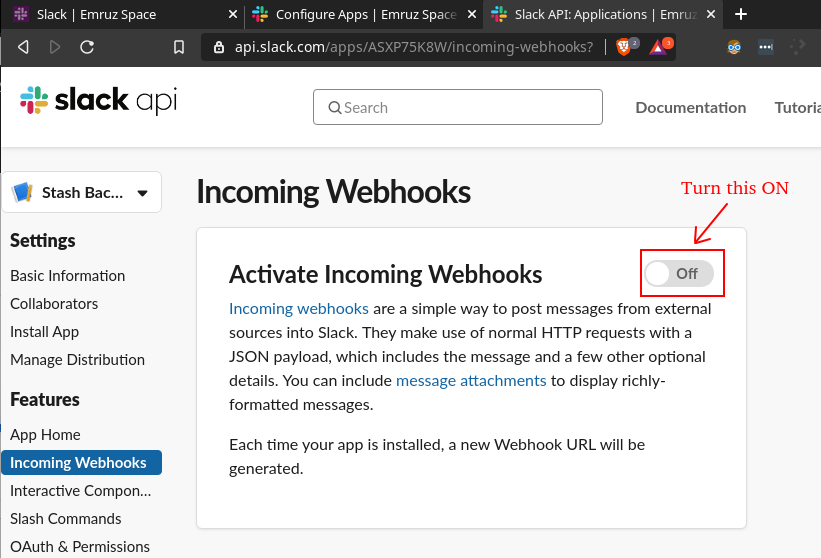 Slack | Emruz Space
Configure Apps | Emruz Space
Slack API: Applications | Emruz
api.slack.com/apps/ASXP75K8W/incoming-webhooks?
2
3
slack api
Search
Documentation
Tutoria
Stash Bac...
Incoming Webhooks
Turn this ON
Settings
Basic Information
Collaborators
Install App
Manage Distribution
Features
App Home
Incoming Webhooks
Interactive Compon...
Slash Commands
OAuth & Permissions
Activate Incoming Webhooks
Off
Incoming webhooks are a simple way to post messages from external
sources into Slack. They make use of normal HTTP requests with a
JSON payload, which includes the message and a few other optional
details. You can include message attachments to display richly-
formatted messages.
Each time your app is installed, a new Webhook URL will be
generated.